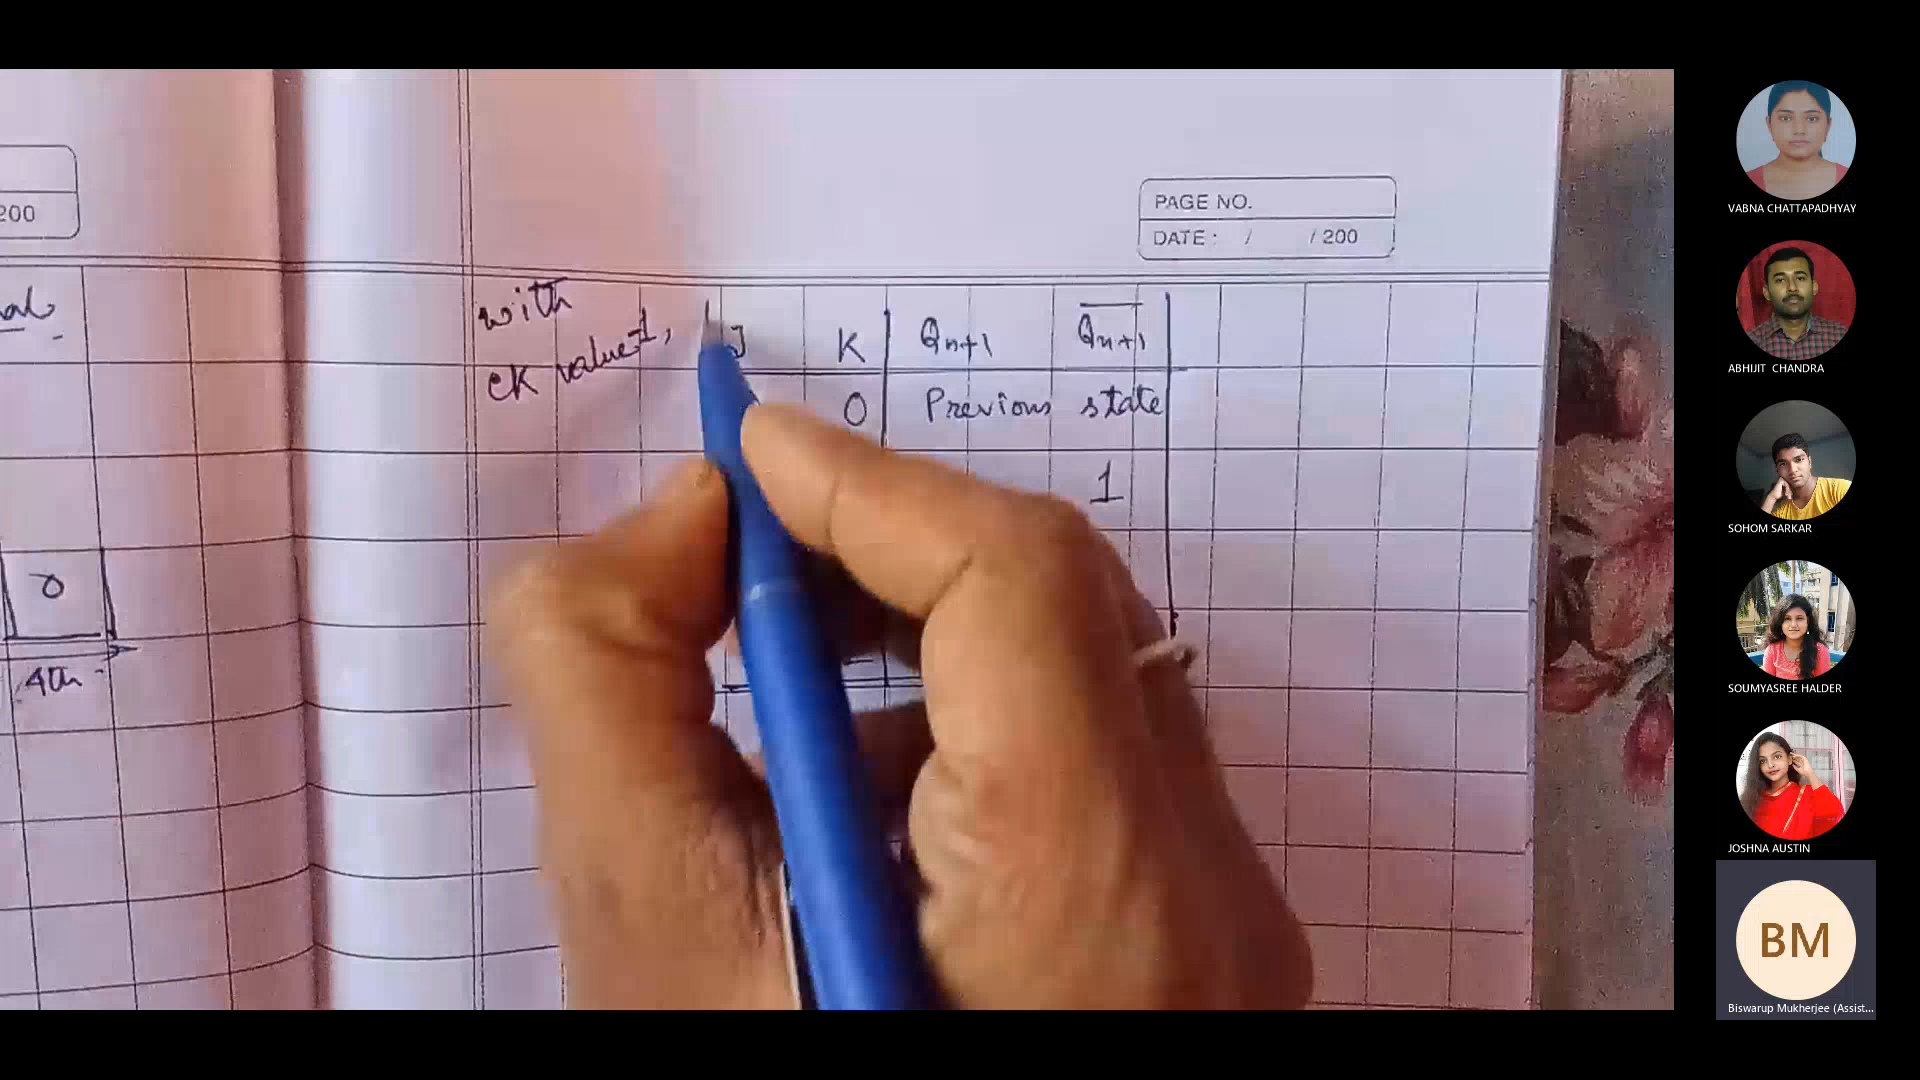 200
PAGE NO.
DATE : / / 200
with
CK value 1,
J K Qn+1 Q̅n+1
0 Previous state
1
0
4th
VABNA CHATTAPADHYAY
ABHIJIT CHANDRA
SOHOM SARKAR
SOUMYASREE HALDER
JOSHNA AUSTIN
BM
Biswarup Mukherjee (Assist...